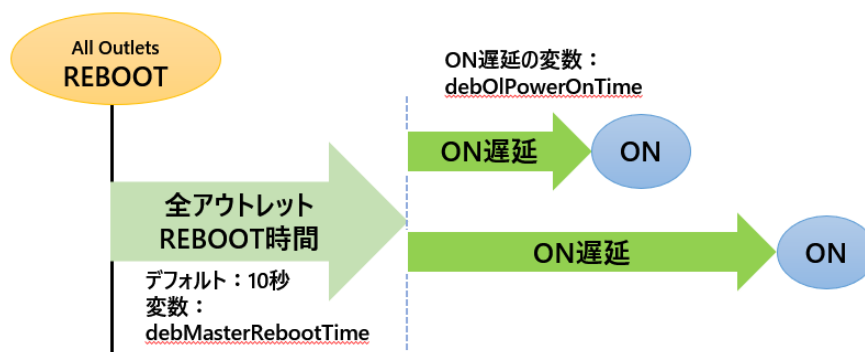 All Outlets
REBOOT
ON遅延の変数：
debOlPowerOnTime
ON遅延
ON
全アウトレット
REBOOT時間
ON遅延
ON
デフォルト：10秒
変数：
debMasterRebootTime